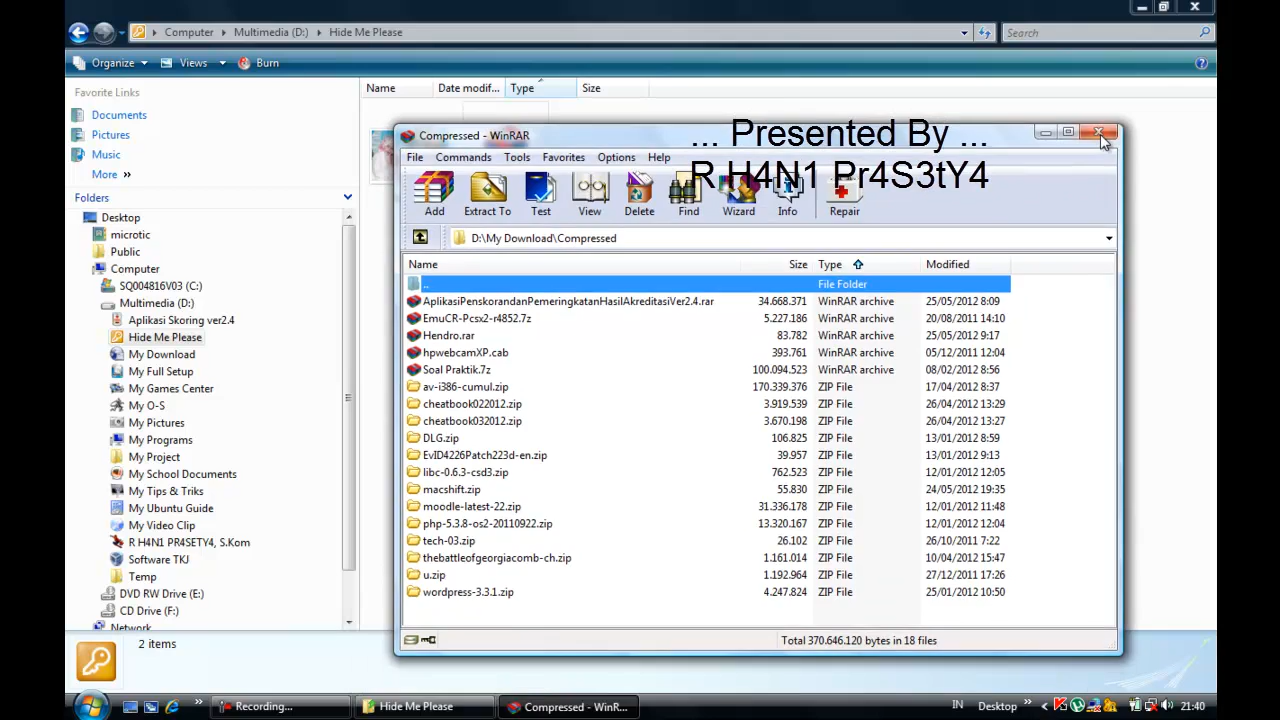 Computer ▸ Multimedia (D:) ▸ Hide Me Please
Search
Organize
Views
Burn
Favorite Links
Documents
Pictures
Music
More »
Folders
Desktop
microtic
Public
Computer
SQ004816V03 (C:)
Multimedia (D:)
Aplikasi Skoring ver2.4
Hide Me Please
My Download
My Full Setup
My Games Center
My O-S
My Pictures
My Programs
My Project
My School Documents
My Tips & Triks
My Ubuntu Guide
My Video Clip
R H4N1 PR4SETY4, S.Kom
Software TKJ
Temp
DVD RW Drive (E:)
CD Drive (F:)
Network
Name Date modif... Type Size
Compressed - WinRAR
... Presented By ...
R H4N1 Pr4S3tY4
File Commands Tools Favorites Options Help
Add Extract To Test View Delete Find Wizard Info Repair
D:\My Download\Compressed
Name Size Type Modified
.. File Folder
AplikasiPenskorandanPemeringkatanHasilAkreditasiVer2.4.rar 34.668.371 WinRAR archive 25/05/2012 8:09
EmuCR-Pcsx2-r4852.7z 5.227.186 WinRAR archive 20/08/2011 14:10
Hendro.rar 83.782 WinRAR archive 25/05/2012 9:17
hpwebcamXP.cab 393.761 WinRAR archive 05/12/2011 12:04
Soal Praktik.7z 100.094.523 WinRAR archive 08/02/2012 8:56
av-i386-cumul.zip 170.339.376 ZIP File 17/04/2012 8:37
cheatbook022012.zip 3.919.539 ZIP File 26/04/2012 13:29
cheatbook032012.zip 3.670.198 ZIP File 26/04/2012 13:27
DLG.zip 106.825 ZIP File 13/01/2012 8:59
EvID4226Patch223d-en.zip 39.957 ZIP File 13/01/2012 9:13
libc-0.6.3-csd3.zip 762.523 ZIP File 12/01/2012 12:05
macshift.zip 55.830 ZIP File 24/05/2012 19:35
moodle-latest-22.zip 31.336.178 ZIP File 12/01/2012 11:48
php-5.3.8-os2-20110922.zip 13.320.167 ZIP File 12/01/2012 12:04
tech-03.zip 26.102 ZIP File 26/10/2011 7:22
thebattleofgeorgiacomb-ch.zip 1.161.014 ZIP File 10/04/2012 15:47
u.zip 1.192.964 ZIP File 27/12/2011 17:26
wordpress-3.3.1.zip 4.247.824 ZIP File 25/01/2012 10:50
Total 370.646.120 bytes in 18 files
2 items
Recording...
Hide Me Please
Compressed - WinR...
IN Desktop » 21:40